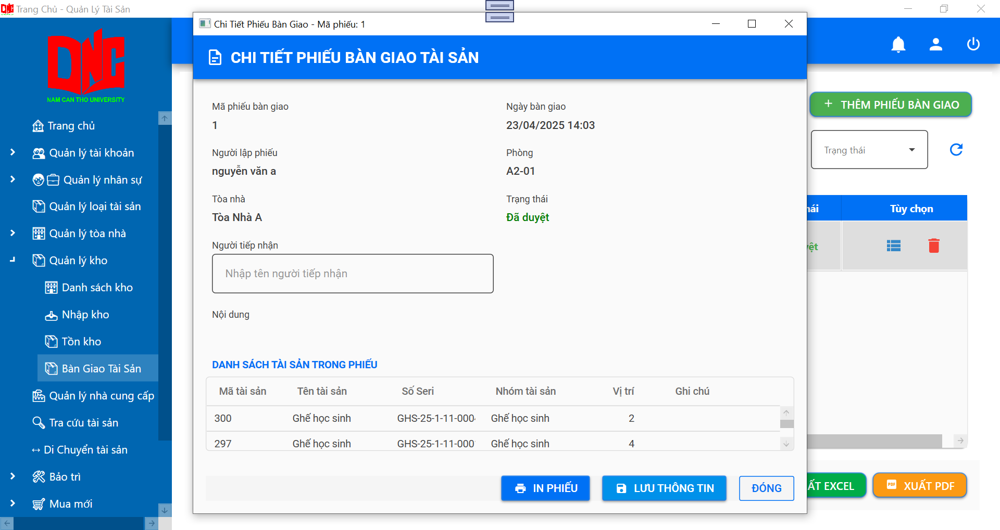 Trang Chủ - Quản Lý Tài Sản
DNC
NAM CAN THO UNIVERSITY
Trang chủ
Quản lý tài khoản
Quản lý nhân sự
Quản lý loại tài sản
Quản lý tòa nhà
Quản lý kho
Danh sách kho
Nhập kho
Tồn kho
Bàn Giao Tài Sản
Quản lý nhà cung cấp
Tra cứu tài sản
Di Chuyển tài sản
Bảo trì
Mua mới
Chi Tiết Phiếu Bàn Giao - Mã phiếu: 1
CHI TIẾT PHIẾU BÀN GIAO TÀI SẢN
Mã phiếu bàn giao
1
Ngày bàn giao
23/04/2025 14:03
Người lập phiếu
nguyễn văn a
Phòng
A2-01
Tòa nhà
Tòa Nhà A
Trạng thái
Đã duyệt
Người tiếp nhận
Nhập tên người tiếp nhận
Nội dung
DANH SÁCH TÀI SẢN TRONG PHIẾU
Mã tài sản Tên tài sản Số Seri Nhóm tài sản Vị trí Ghi chú
300 Ghế học sinh GHS-25-1-11-000 Ghế học sinh 2
297 Ghế học sinh GHS-25-1-11-000 Ghế học sinh 4
IN PHIẾU
LƯU THÔNG TIN
ĐÓNG
THÊM PHIẾU BÀN GIAO
Trạng thái
Tùy chọn
EXCEL
PDF XUẤT PDF